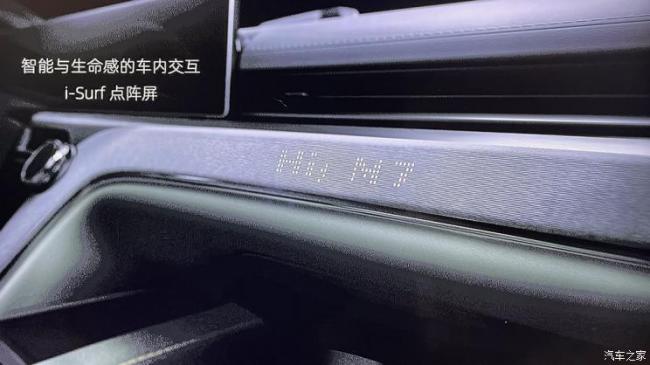 智能与生命感的车内交互
i-Surf 点阵屏
Hi, M7
汽车之家